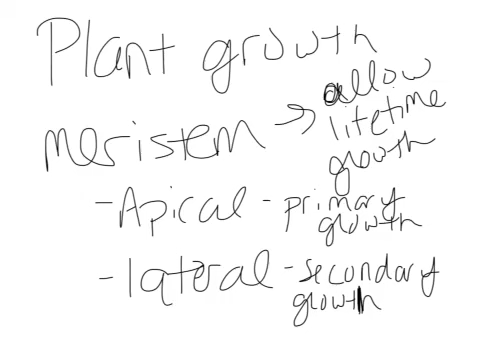 Plant growth
meristem → allow
lifetime
growth
- Apical - primary
growth
- lateral - secondary
growth